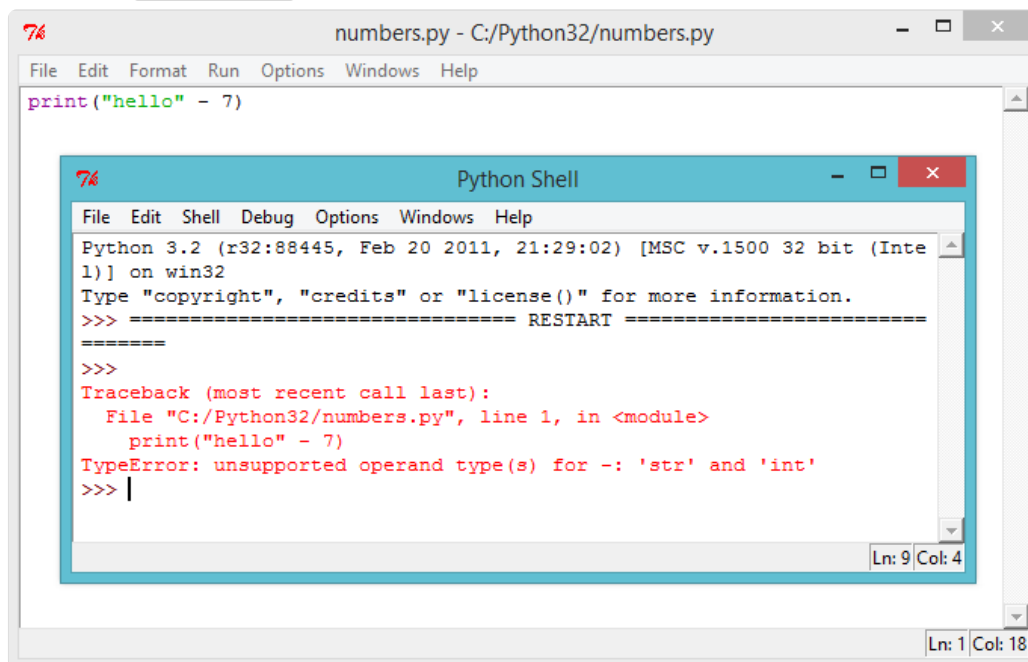 numbers.py - C:/Python32/numbers.py
File Edit Format Run Options Windows Help
print("hello" - 7)
Python Shell
File Edit Shell Debug Options Windows Help
Python 3.2 (r32:88445, Feb 20 2011, 21:29:02) [MSC v.1500 32 bit (Inte
l)] on win32
Type "copyright", "credits" or "license()" for more information.
>>> ================================ RESTART =========================
=======
>>>
Traceback (most recent call last):
  File "C:/Python32/numbers.py", line 1, in <module>
    print("hello" - 7)
TypeError: unsupported operand type(s) for -: 'str' and 'int'
>>>
Ln: 9 Col: 4
Ln: 1 Col: 18